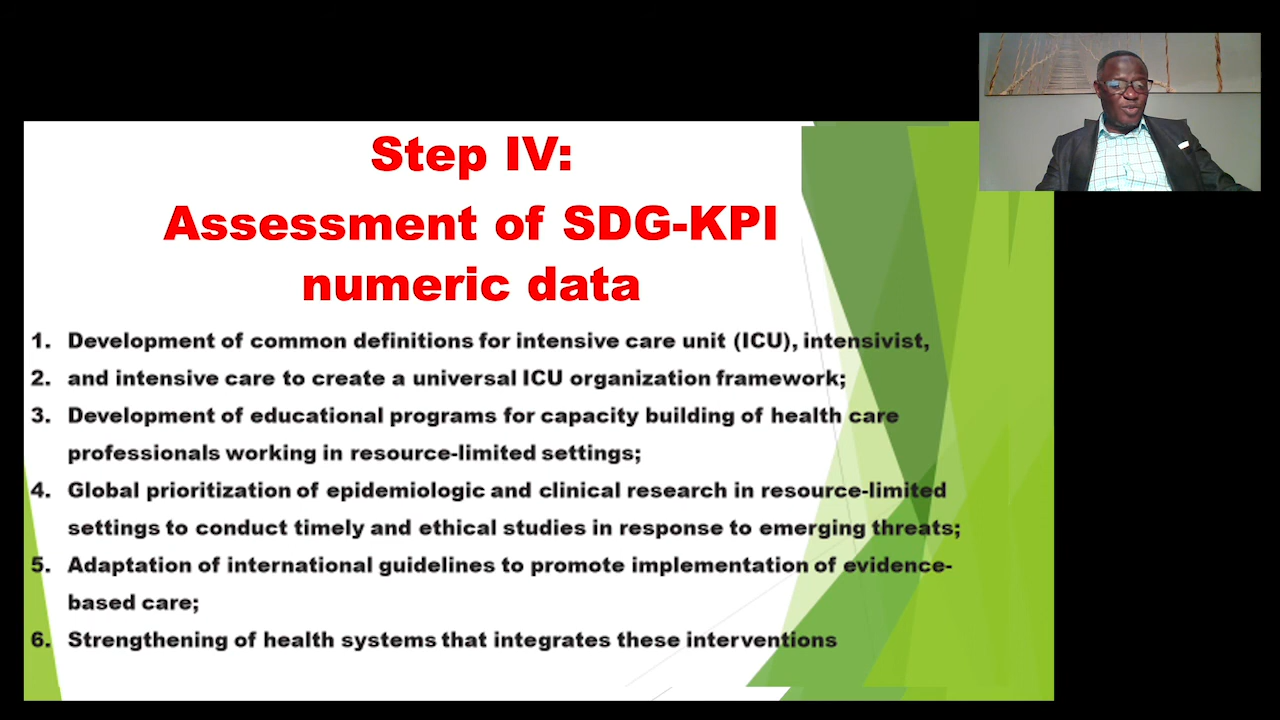 Step IV:
Assessment of SDG-KPI
numeric data
1. Development of common definitions for intensive care unit (ICU), intensivist,
2. and intensive care to create a universal ICU organization framework;
3. Development of educational programs for capacity building of health care
professionals working in resource-limited settings;
4. Global prioritization of epidemiologic and clinical research in resource-limited
settings to conduct timely and ethical studies in response to emerging threats;
5. Adaptation of international guidelines to promote implementation of evidence-
based care;
6. Strengthening of health systems that integrates these interventions